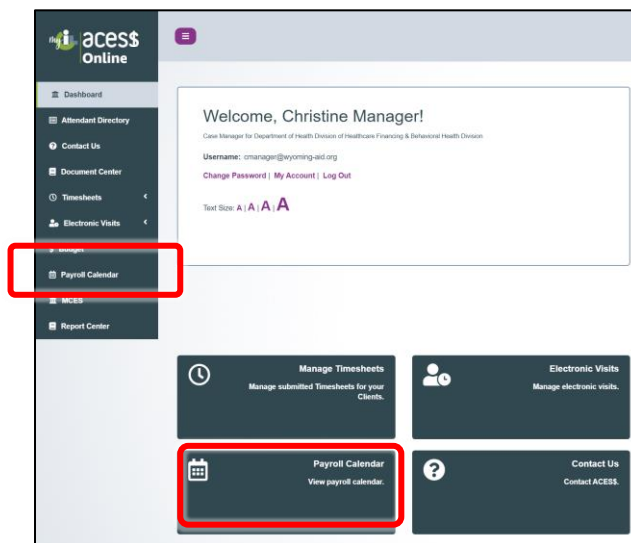 my aces$
Online
Dashboard
Attendant Directory
Contact Us
Document Center
Timesheets
Electronic Visits
$ Budget
Payroll Calendar
MCES
Report Center
Welcome, Christine Manager!
Case Manager for Department of Health Division of Healthcare Financing & Behavioral Health Division
Username: cmanager@wyoming-aid.org
Change Password | My Account | Log Out
Text Size: A | A | A | A
Manage Timesheets
Manage submitted Timesheets for your
Clients.
Electronic Visits
Manage electronic visits.
Payroll Calendar
View payroll calendar.
Contact Us
Contact ACES$.